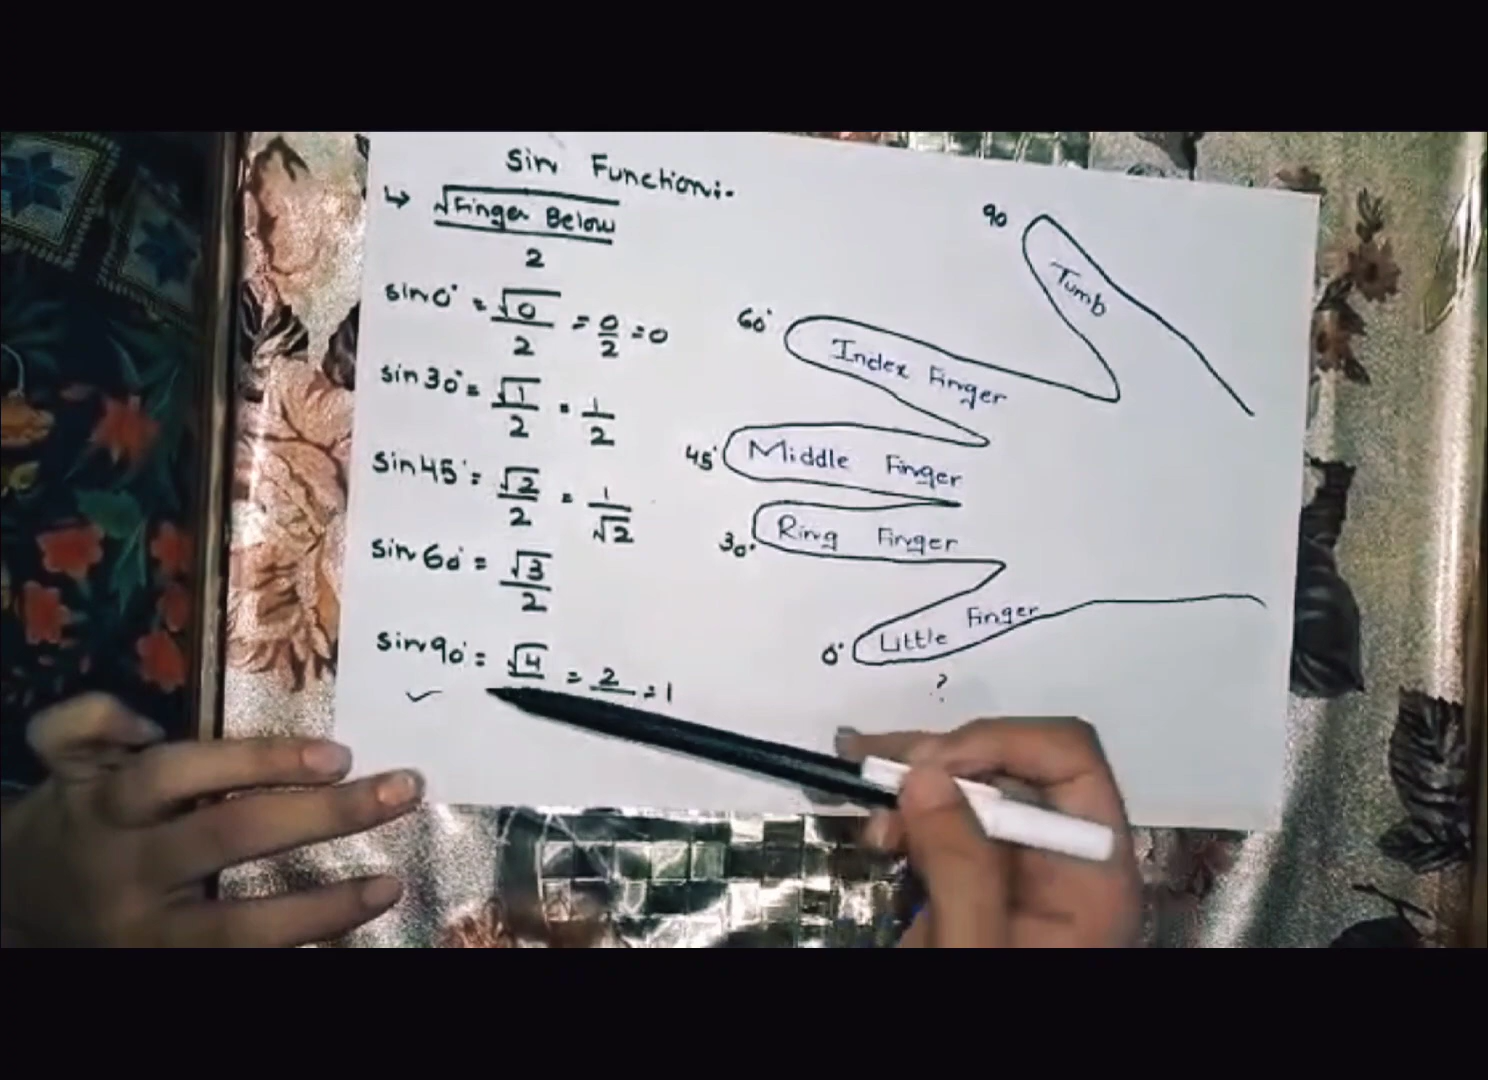 Sin Function:-
↳ √Finger Below / 2
sin0° = √0/2 = 0/2 = 0
sin30° = √1/2 = 1/2
sin45° = √2/2 = 1/√2
sin60° = √3/2
sin90° = √4 = 2 = 1
✓
90
Tumb
60°
Index Finger
45°
Middle Finger
30°
Ring Finger
0°
Little Finger
?